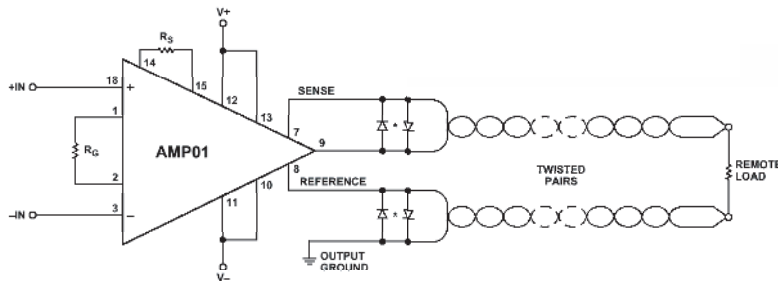 V+
RS
14
15
+IN
18
+
12
13
SENSE
1
7
*
RG
AMP01
9
TWISTED
PAIRS
REMOTE
LOAD
8
2
REFERENCE
10
11
*
–IN
3
–
OUTPUT
GROUND
V–